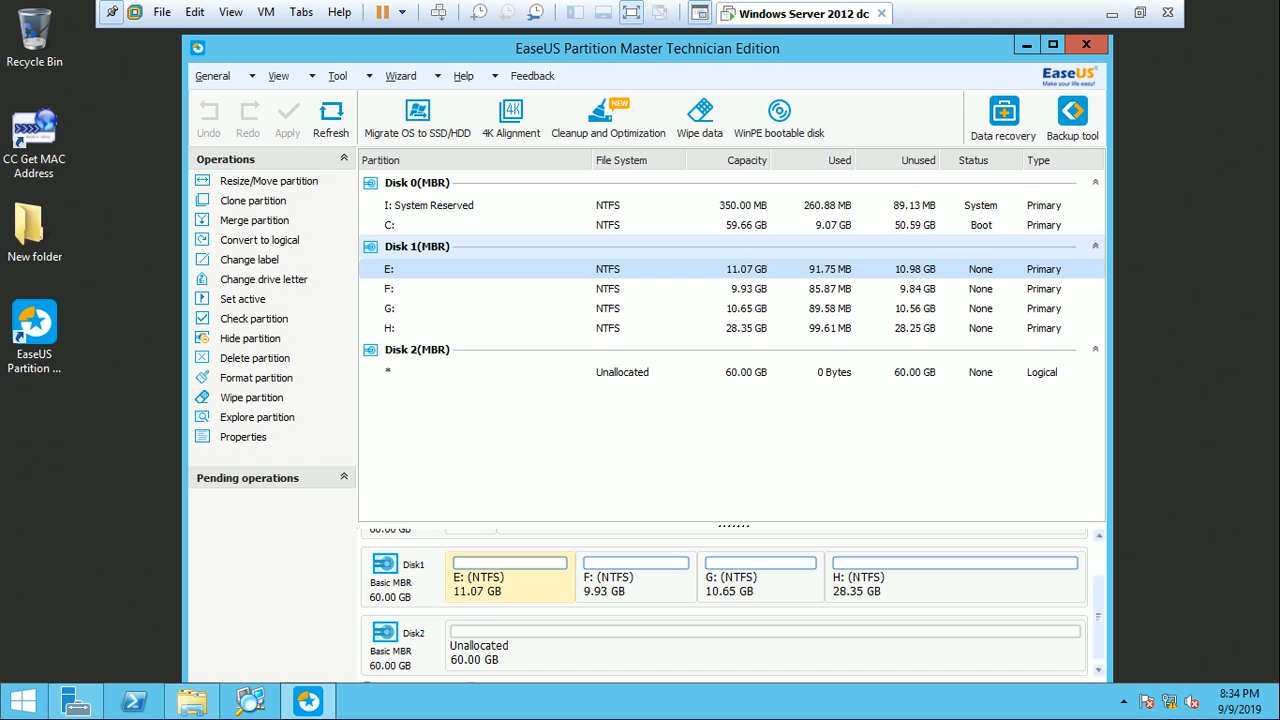 File Edit View VM Tabs Help Windows Server 2012 dc
Recycle Bin
CC Get MAC
Address
New folder
EaseUS
Partition ...
EaseUS Partition Master Technician Edition
General View Tool Wizard Help Feedback
EaseUS®
Make your life easy!
Undo Redo Apply Refresh Migrate OS to SSD/HDD 4K Alignment Cleanup and Optimization Wipe data WinPE bootable disk Data recovery Backup tool
4K
NEW
Operations
Resize/Move partition
Clone partition
Merge partition
Convert to logical
Change label
Change drive letter
Set active
Check partition
Hide partition
Delete partition
Format partition
Wipe partition
Explore partition
Properties
Pending operations
Partition File System Capacity Used Unused Status Type
Disk 0(MBR)
I: System Reserved NTFS 350.00 MB 260.88 MB 89.13 MB System Primary
C: NTFS 59.66 GB 9.07 GB 50.59 GB Boot Primary
Disk 1(MBR)
E: NTFS 11.07 GB 91.75 MB 10.98 GB None Primary
F: NTFS 9.93 GB 85.87 MB 9.84 GB None Primary
G: NTFS 10.65 GB 89.58 MB 10.56 GB None Primary
H: NTFS 28.35 GB 99.61 MB 28.25 GB None Primary
Disk 2(MBR)
* Unallocated 60.00 GB 0 Bytes 60.00 GB None Logical
60.00 GB
Disk1
Basic MBR
60.00 GB
E: (NTFS)
11.07 GB
F: (NTFS)
9.93 GB
G: (NTFS)
10.65 GB
H: (NTFS)
28.35 GB
Disk2
Basic MBR
60.00 GB
Unallocated
60.00 GB
8:34 PM
9/9/2019